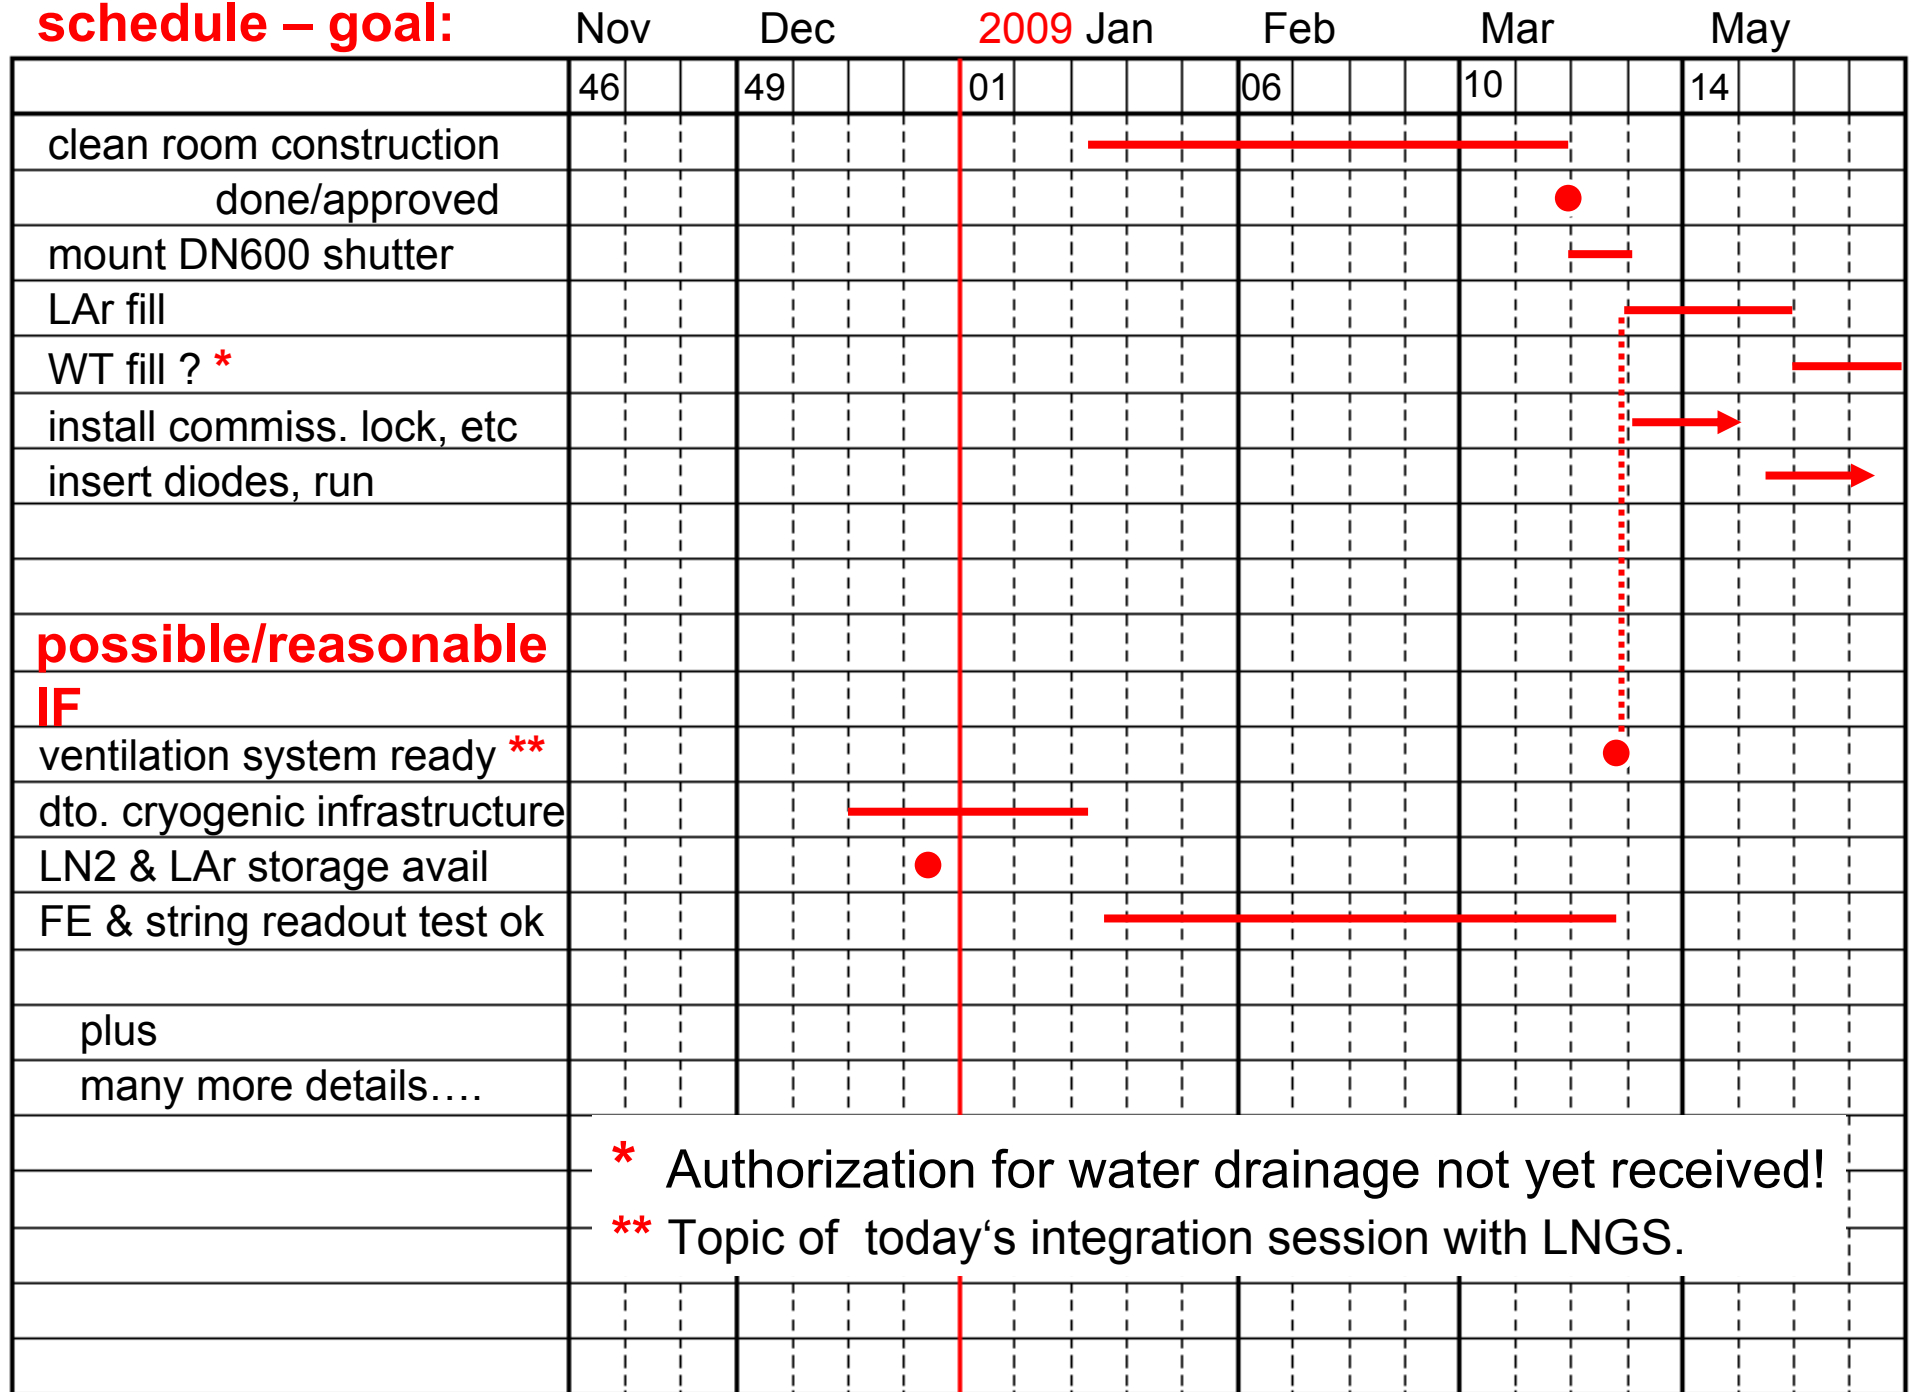 schedule – goal: Nov Dec 2009 Jan Feb Mar May
46 49 01 06 10 14
clean room construction
done/approved
mount DN600 shutter
LAr fill
WT fill ? *
install commiss. lock, etc
insert diodes, run
possible/reasonable
IF
ventilation system ready **
dto. cryogenic infrastructure
LN2 & LAr storage avail
FE & string readout test ok
plus
many more details….
* Authorization for water drainage not yet received!
** Topic of today‘s integration session with LNGS.